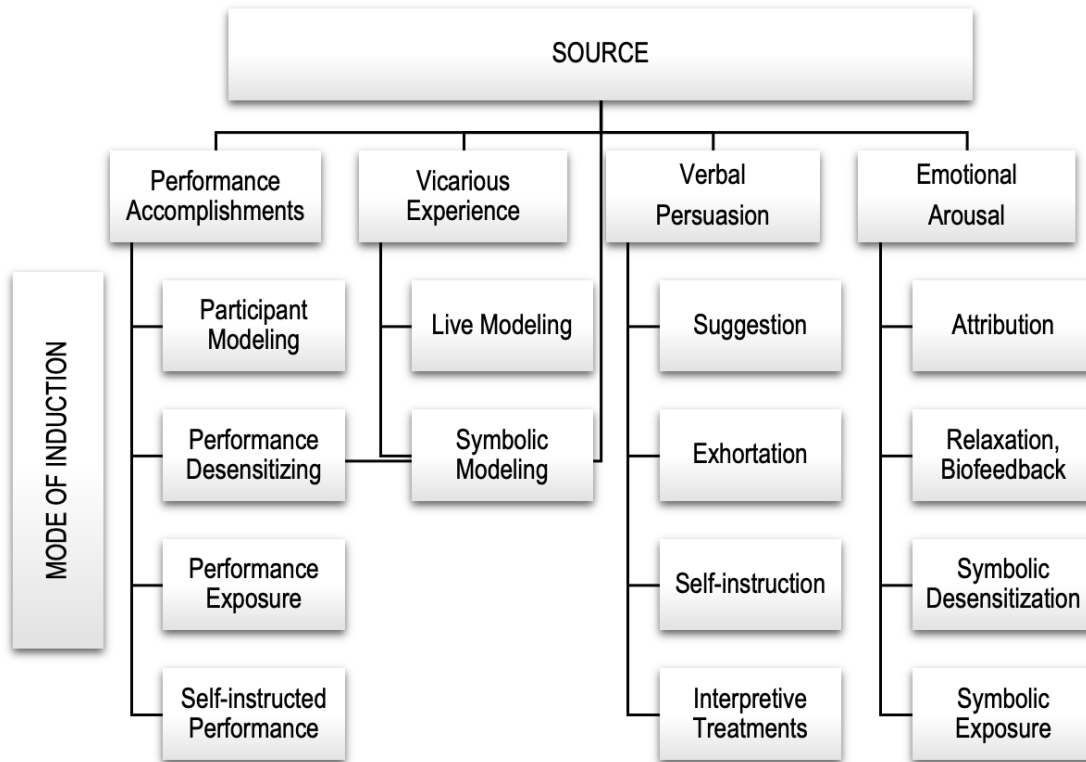 SOURCE
Performance
Accomplishments
Vicarious
Experience
Verbal
Persuasion
Emotional
Arousal
MODE OF INDUCTION
Participant
Modeling
Live Modeling
Suggestion
Attribution
Performance
Desensitizing
Symbolic
Modeling
Exhortation
Relaxation,
Biofeedback
Performance
Exposure
Self-instruction
Symbolic
Desensitization
Self-instructed
Performance
Interpretive
Treatments
Symbolic
Exposure